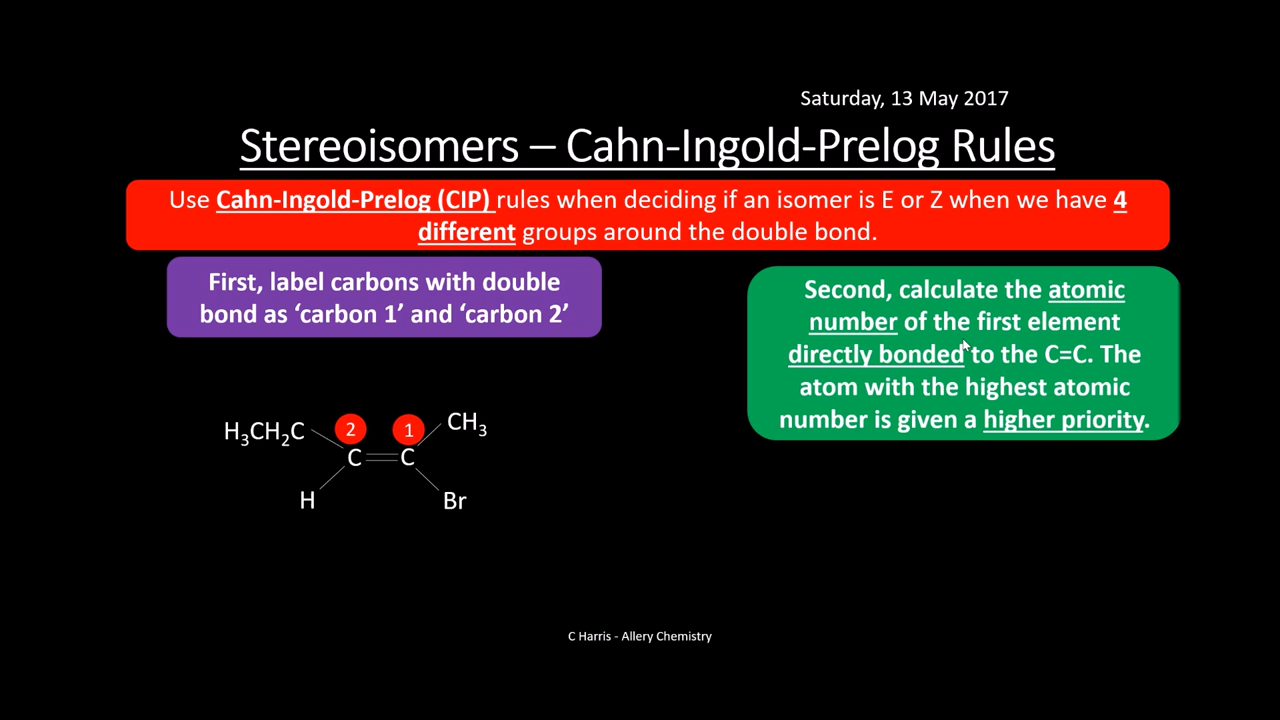 Saturday, 13 May 2017
Stereoisomers – Cahn-Ingold-Prelog Rules
Use Cahn-Ingold-Prelog (CIP) rules when deciding if an isomer is E or Z when we have 4
different groups around the double bond.
First, label carbons with double
bond as ‘carbon 1’ and ‘carbon 2’
Second, calculate the atomic
number of the first element
directly bonded to the C=C. The
atom with the highest atomic
number is given a higher priority.
H₃CH₂C 2 1 CH₃
C C
H Br
C Harris - Allery Chemistry